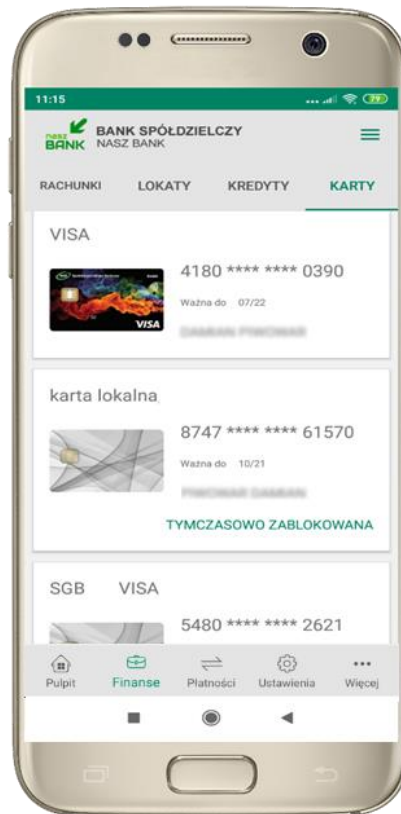 11:15
79
nasz
BANK
BANK SPÓŁDZIELCZY
NASZ BANK
RACHUNKI LOKATY KREDYTY KARTY
VISA
4180 **** **** 0390
Ważna do 07/22
VISA
karta lokalna
8747 **** **** 61570
Ważna do 10/21
TYMCZASOWO ZABLOKOWANA
SGB VISA
5480 **** **** 2621
Pulpit Finanse Płatności Ustawienia Więcej